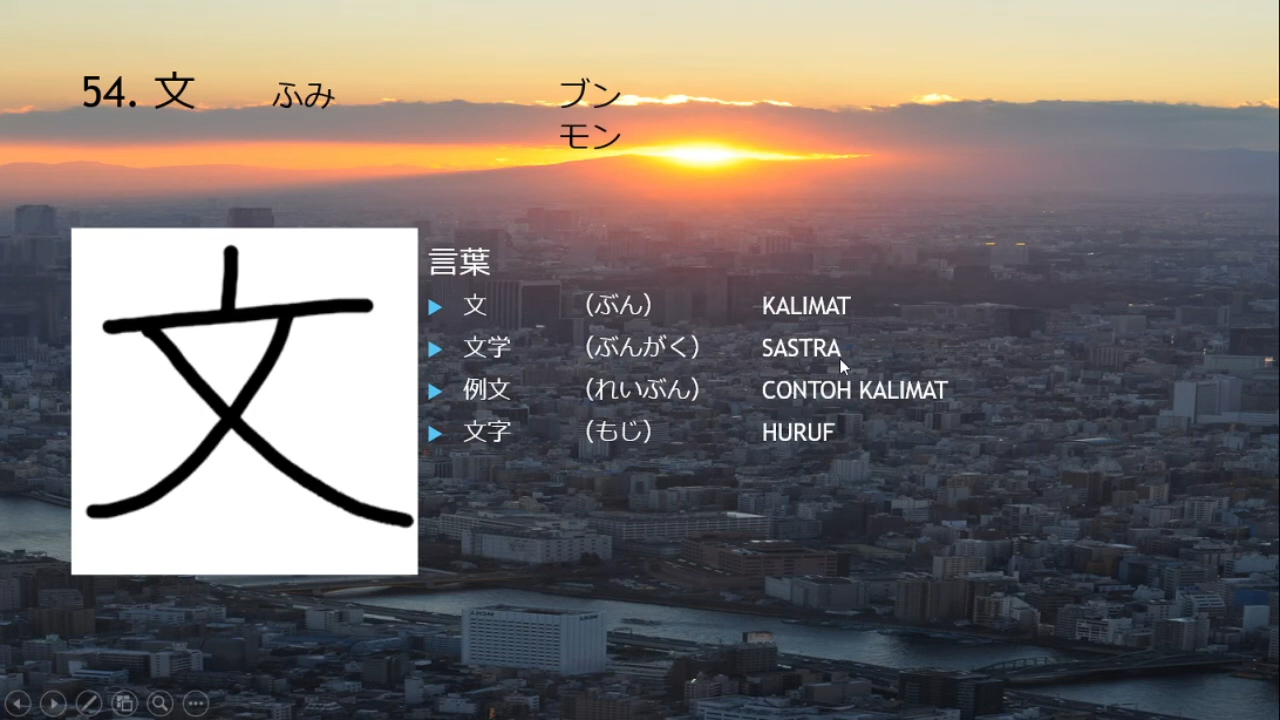 54. 文 ふみ ブン
モン
文
言葉
文 （ぶん） KALIMAT
文学 （ぶんがく） SASTRA
例文 （れいぶん） CONTOH KALIMAT
文字 （もじ） HURUF